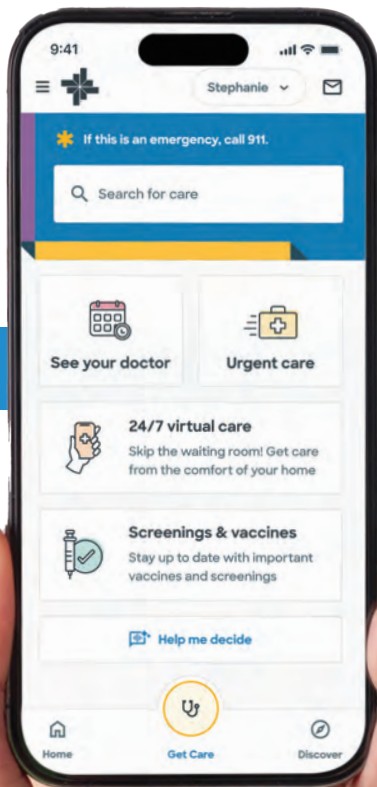 9:41
Stephanie
If this is an emergency, call 911.
Search for care
See your doctor
Urgent care
24/7 virtual care
Skip the waiting room! Get care
from the comfort of your home
Screenings & vaccines
Stay up to date with important
vaccines and screenings
Help me decide
Home
Get Care
Discover